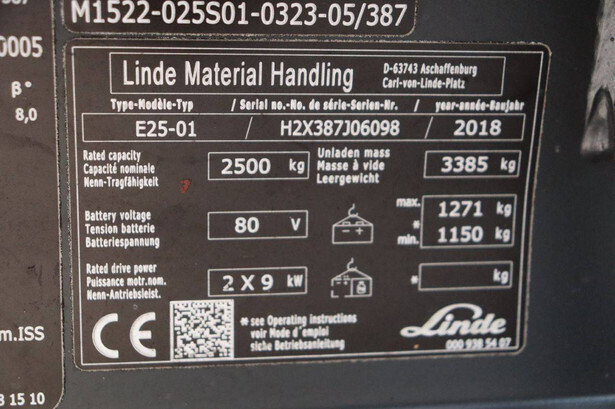 M1522-025S01-0323-05/387
0005
β°
8,0
Linde Material Handling
D-63743 Aschaffenburg
Carl-von-Linde-Platz
Type-Modèle-Typ / Serial no.-No. de série-Serien-Nr. / year-année-Baujahr
E25-01 / H2X387J06098 / 2018
Rated capacity
Capacité nominale
Nenn-Tragfähigkeit
2500 kg
Unladen mass
Masse à vide
Leergewicht
3385 kg
Battery voltage
Tension batterie
Batteriespannung
80 V
- +
max. 1271 kg
*
min. 1150 kg
Rated drive power
Puissance motr.nom.
Nenn-Antriebsleist.
2 X 9 kW
* kg
CE
* see Operating instructions
voir Mode d'emploi
siche Betriebsanleitung
Linde
000 938 54 07
m.ISS
3 15 10